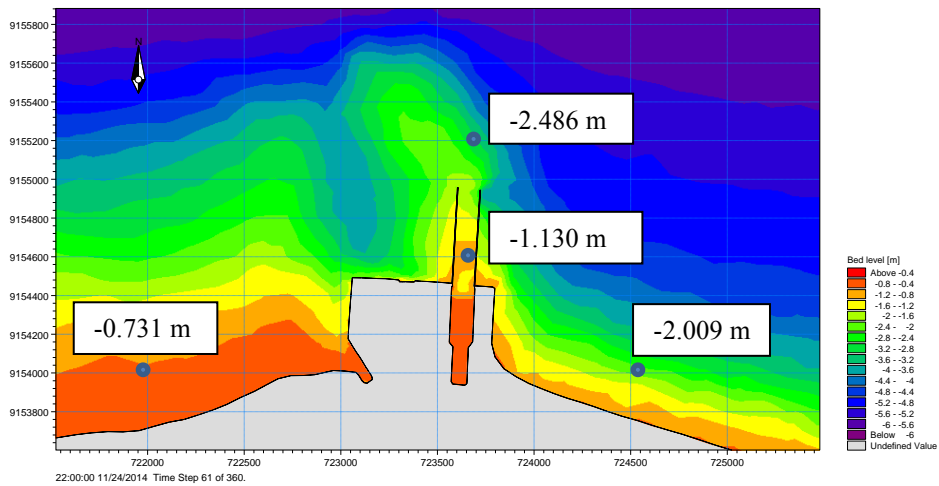 9155800
9155600
9155400
9155200
9155000
9154800
9154600
9154400
9154200
9154000
9153800
N
-2.486 m
-1.130 m
-0.731 m
-2.009 m
722000 722500 723000 723500 724000 724500 725000
22:00:00 11/24/2014 Time Step 61 of 360.
Bed level [m]
Above -0.4
-0.8 - -0.4
-1.2 - -0.8
-1.6 - -1.2
-2 - -1.6
-2.4 - -2
-2.8 - -2.4
-3.2 - -2.8
-3.6 - -3.2
-4 - -3.6
-4.4 - -4
-4.8 - -4.4
-5.2 - -4.8
-5.6 - -5.2
-6 - -5.6
Below -6
Undefined Value